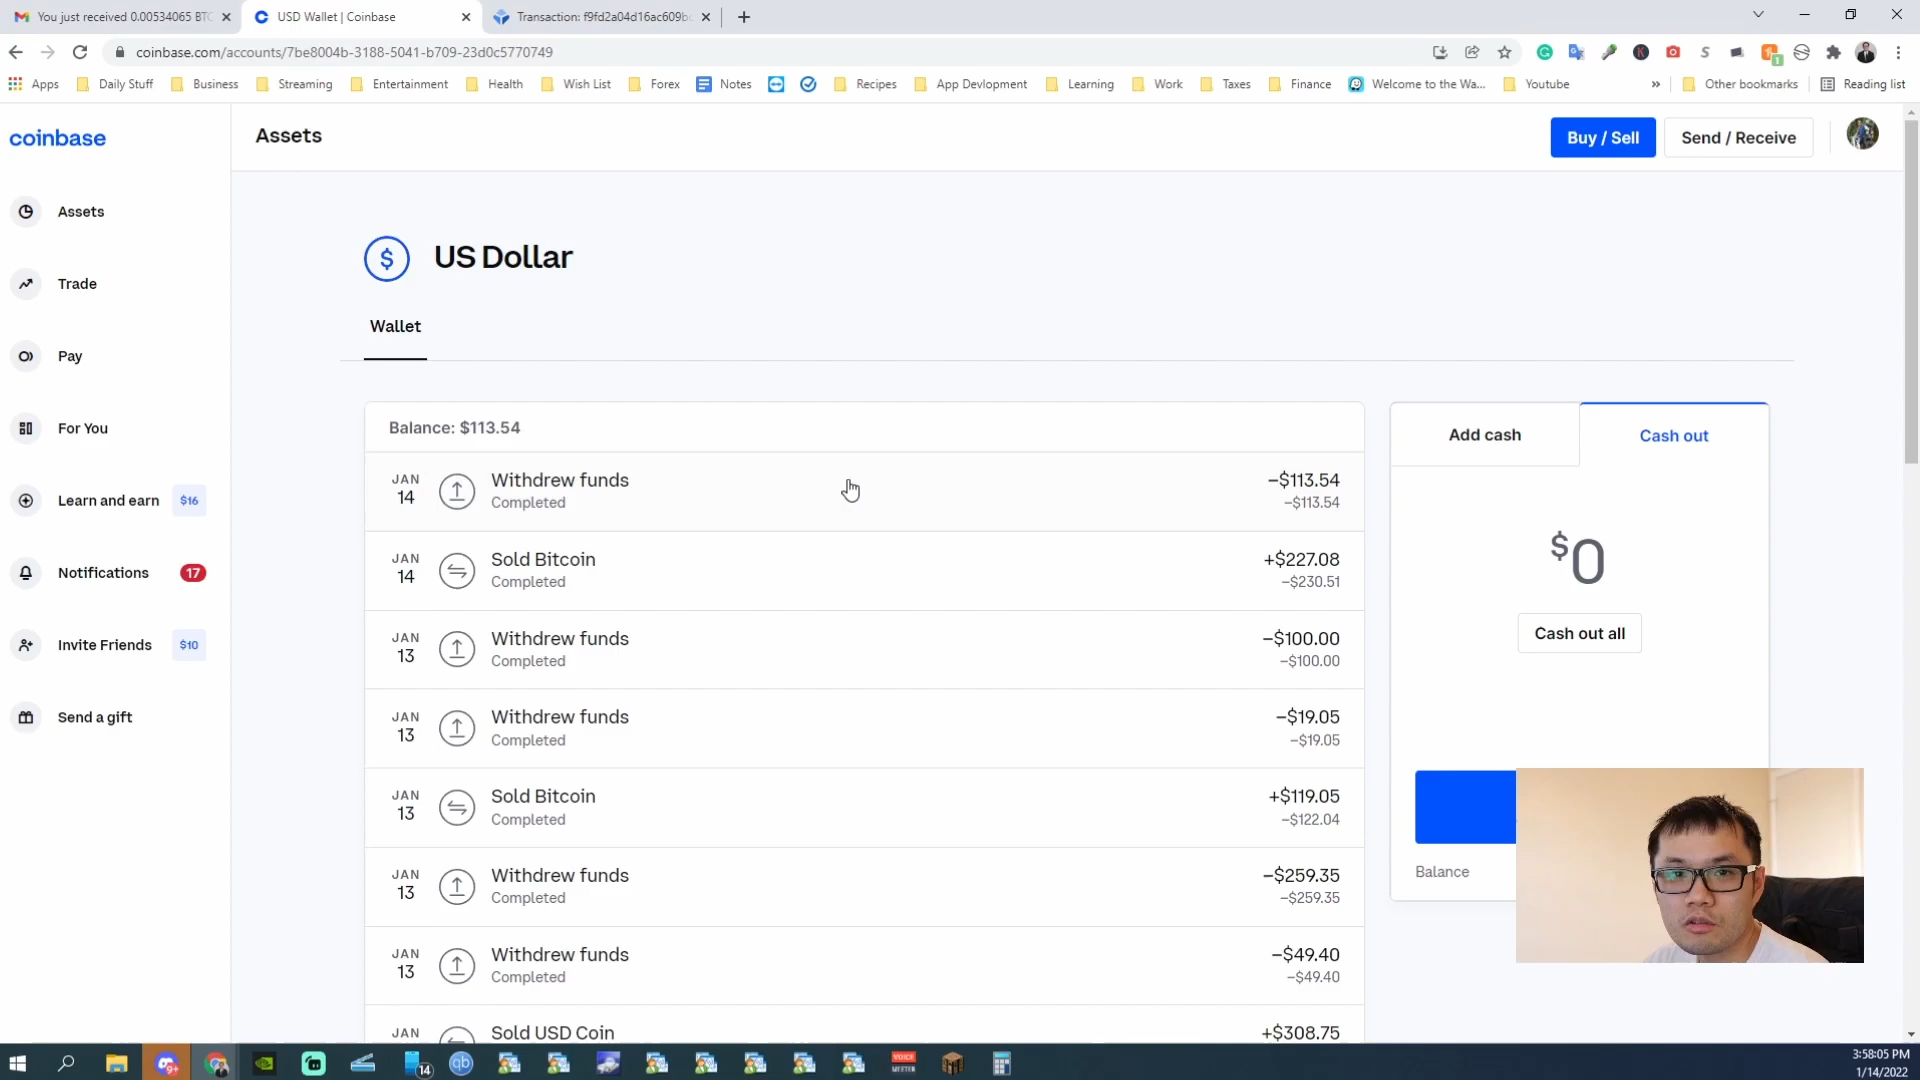 You just received 0.00534065 BTC
USD Wallet | Coinbase
Transaction: f9fd2a04d16ac609b
coinbase.com/accounts/7be8004b-3188-5041-b709-23d0c5770749
Apps
Daily Stuff
Business
Streaming
Entertainment
Health
Wish List
Forex
Notes
Recipes
App Devlopment
Learning
Work
Taxes
Finance
Welcome to the Wa...
Youtube
»
Other bookmarks
Reading list
coinbase
Assets
Buy / Sell
Send / Receive
Assets
Trade
Pay
For You
Learn and earn $16
Notifications 17
Invite Friends $10
Send a gift
$ US Dollar
Wallet
Balance: $113.54
JAN 14 Withdrew funds −$113.54
Completed −$113.54
JAN 14 Sold Bitcoin +$227.08
Completed −$230.51
JAN 13 Withdrew funds −$100.00
Completed −$100.00
JAN 13 Withdrew funds −$19.05
Completed −$19.05
JAN 13 Sold Bitcoin +$119.05
Completed −$122.04
JAN 13 Withdrew funds −$259.35
Completed −$259.35
JAN 13 Withdrew funds −$49.40
Completed −$49.40
JAN Sold USD Coin +$308.75
Add cash
Cash out
$0
Cash out all
Balance
9+
14
qb
VOICE
MEETER
3:58:05 PM
1/14/2022